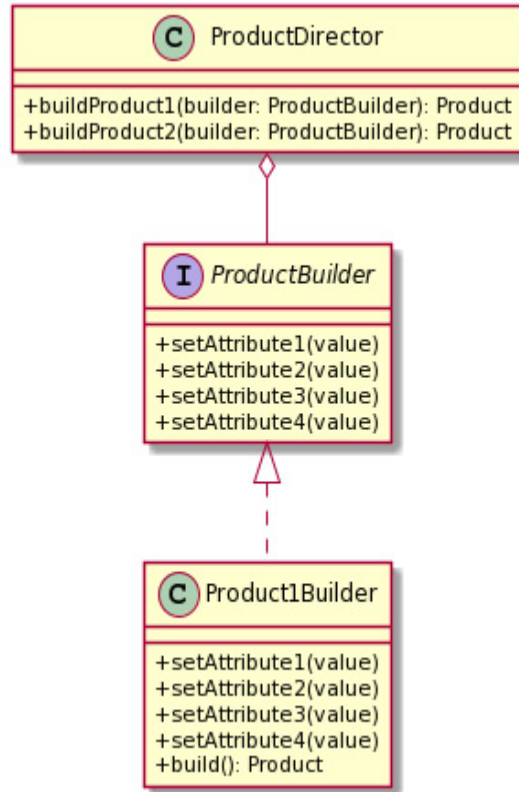 C ProductDirector
+buildProduct1(builder: ProductBuilder): Product
+buildProduct2(builder: ProductBuilder): Product
I ProductBuilder
+setAttribute1(value)
+setAttribute2(value)
+setAttribute3(value)
+setAttribute4(value)
C Product1Builder
+setAttribute1(value)
+setAttribute2(value)
+setAttribute3(value)
+setAttribute4(value)
+build(): Product